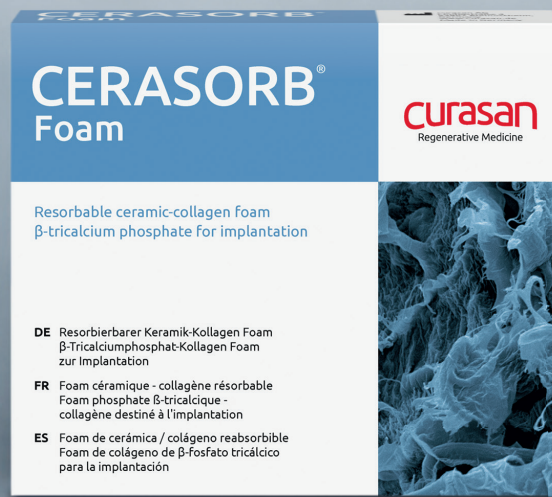 CERASORB®
Foam
curasan
Regenerative Medicine
Resorbable ceramic-collagen foam
β-tricalcium phosphate for implantation
DE Resorbierbarer Keramik-Kollagen Foam
β-Tricalciumphosphat-Kollagen Foam
zur Implantation
FR Foam céramique - collagène résorbable
Foam phosphate ß-tricalcique -
collagène destiné à l'implantation
ES Foam de cerámica / colágeno reabsorbible
Foam de colágeno de β-fosfato tricálcico
para la implantación